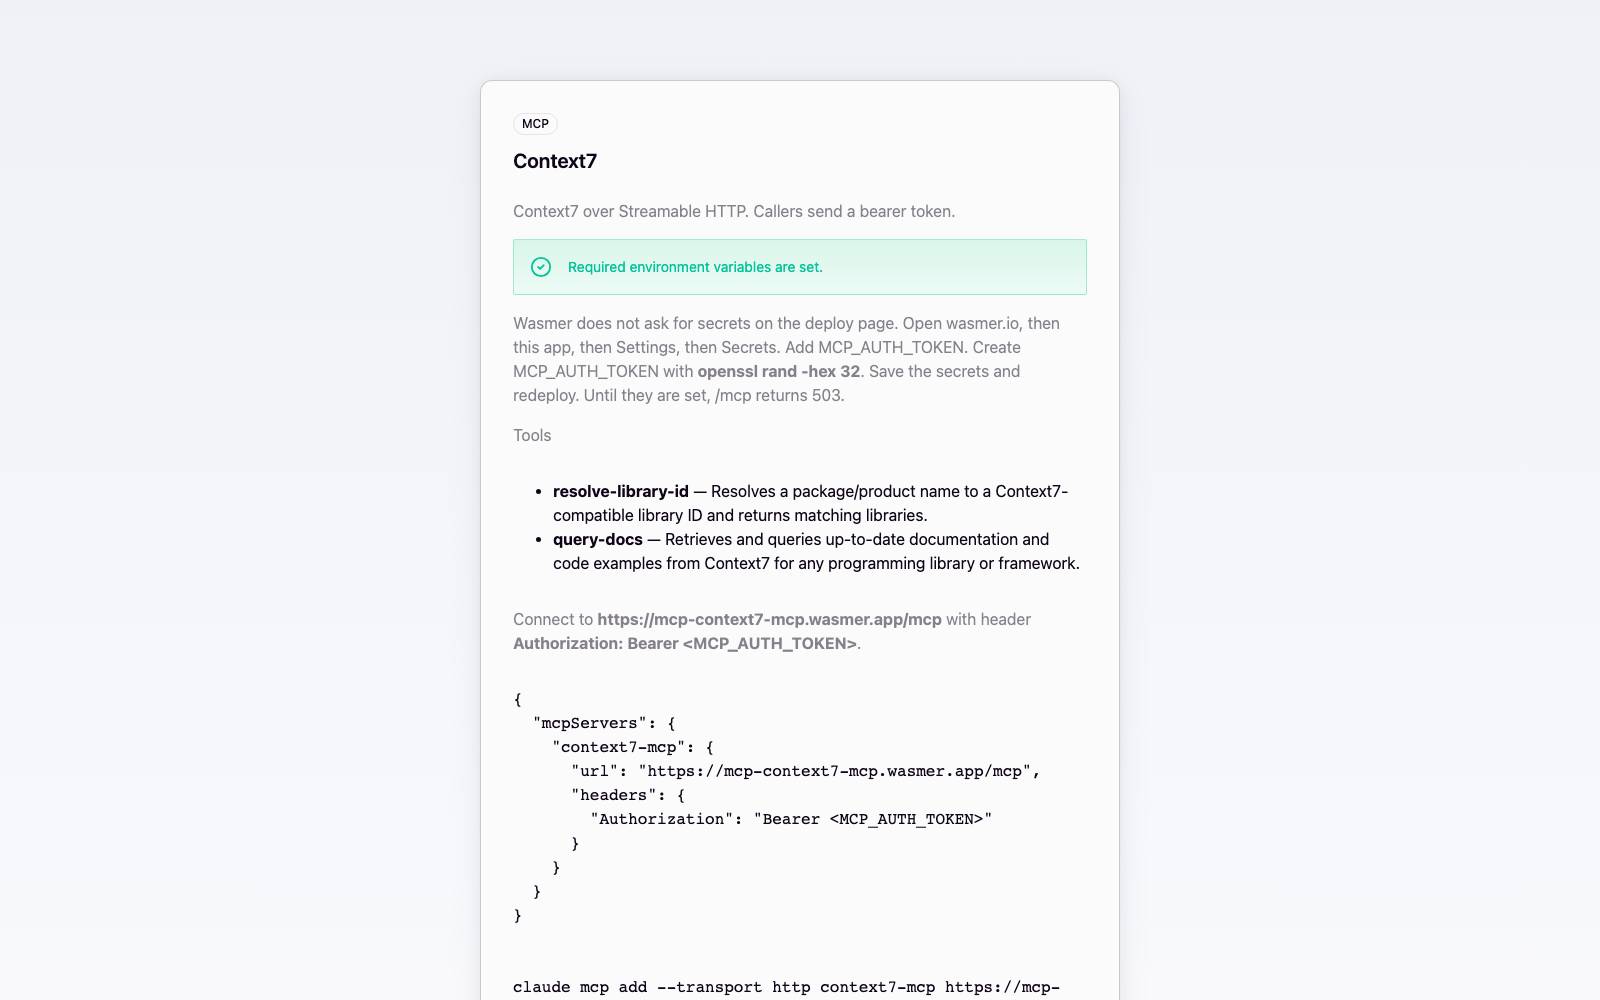 MCP
Context7
Context7 over Streamable HTTP. Callers send a bearer token.
Required environment variables are set.
Wasmer does not ask for secrets on the deploy page. Open wasmer.io, then
this app, then Settings, then Secrets. Add MCP_AUTH_TOKEN. Create
MCP_AUTH_TOKEN with openssl rand -hex 32. Save the secrets and
redeploy. Until they are set, /mcp returns 503.
Tools
• resolve-library-id — Resolves a package/product name to a Context7-
compatible library ID and returns matching libraries.
• query-docs — Retrieves and queries up-to-date documentation and
code examples from Context7 for any programming library or framework.
Connect to https://mcp-context7-mcp.wasmer.app/mcp with header
Authorization: Bearer <MCP_AUTH_TOKEN>.
{
  "mcpServers": {
    "context7-mcp": {
      "url": "https://mcp-context7-mcp.wasmer.app/mcp",
      "headers": {
        "Authorization": "Bearer <MCP_AUTH_TOKEN>"
      }
    }
  }
}
claude mcp add --transport http context7-mcp https://mcp-